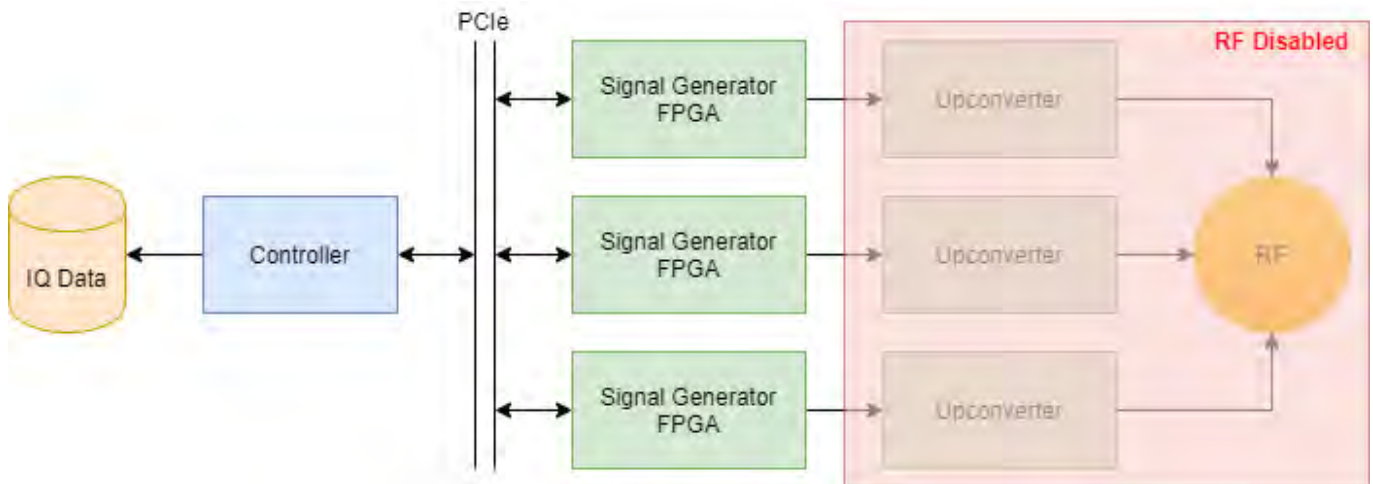 PCIe
RF Disabled
Signal Generator
FPGA
Upconverter
IQ Data
Controller
Signal Generator
FPGA
Upconverter
RF
Signal Generator
FPGA
Upconverter